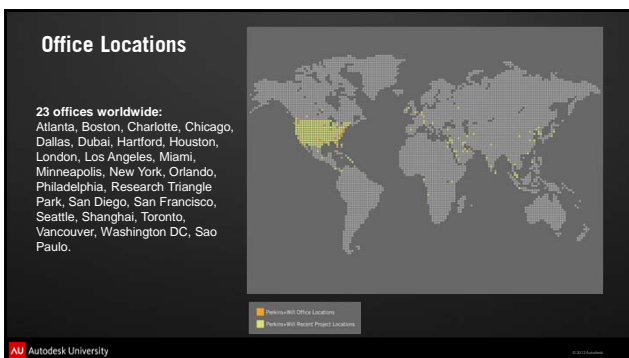 Office Locations
23 offices worldwide:
Atlanta, Boston, Charlotte, Chicago,
Dallas, Dubai, Hartford, Houston,
London, Los Angeles, Miami,
Minneapolis, New York, Orlando,
Philadelphia, Research Triangle
Park, San Diego, San Francisco,
Seattle, Shanghai, Toronto,
Vancouver, Washington DC, Sao
Paulo.
Perkins+Will Office Locations
Perkins+Will Recent Project Locations
AU Autodesk University
© 2012 Autodesk